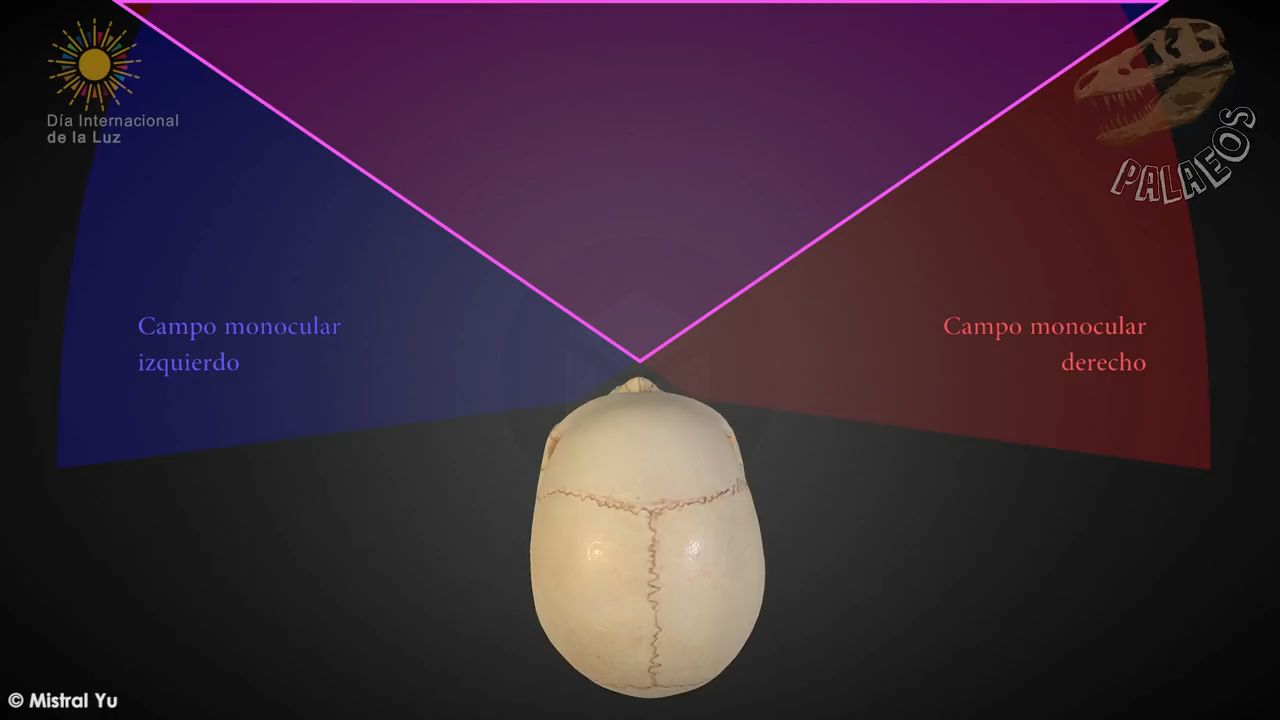 Día Internacional
de la Luz
PALAEOS
Campo monocular
izquierdo
Campo monocular
derecho
© Mistral Yu